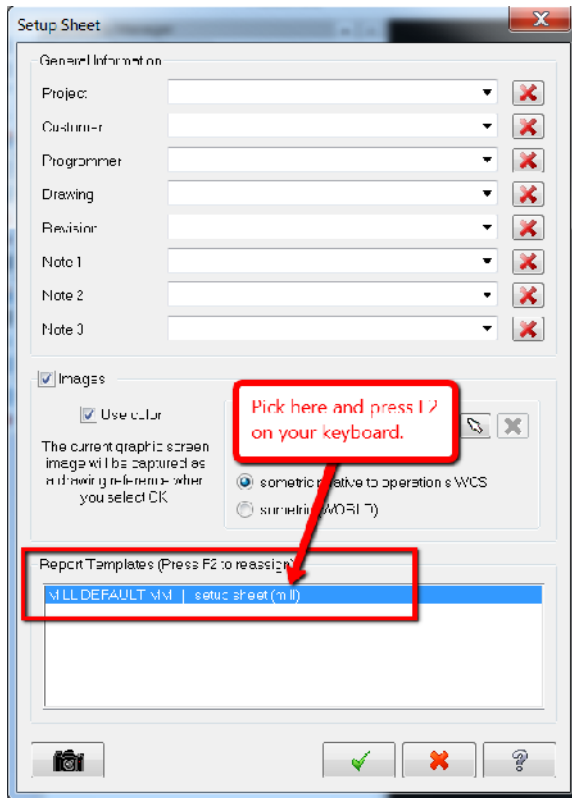 Setup Sheet
General Information
Project
Customer
Programmer
Drawing
Revision
Note 1
Note 2
Note 3
Images
Use color
The current graphic screen
image will be captured as
a drawing reference when
you select OK
Pick here and press F2
on your keyboard.
Isometric relative to operation's WCS
Isometric (WORLD)
Report Templates (Press F2 to reassign)
MILL DEFAULT MM | setup sheet (mill)